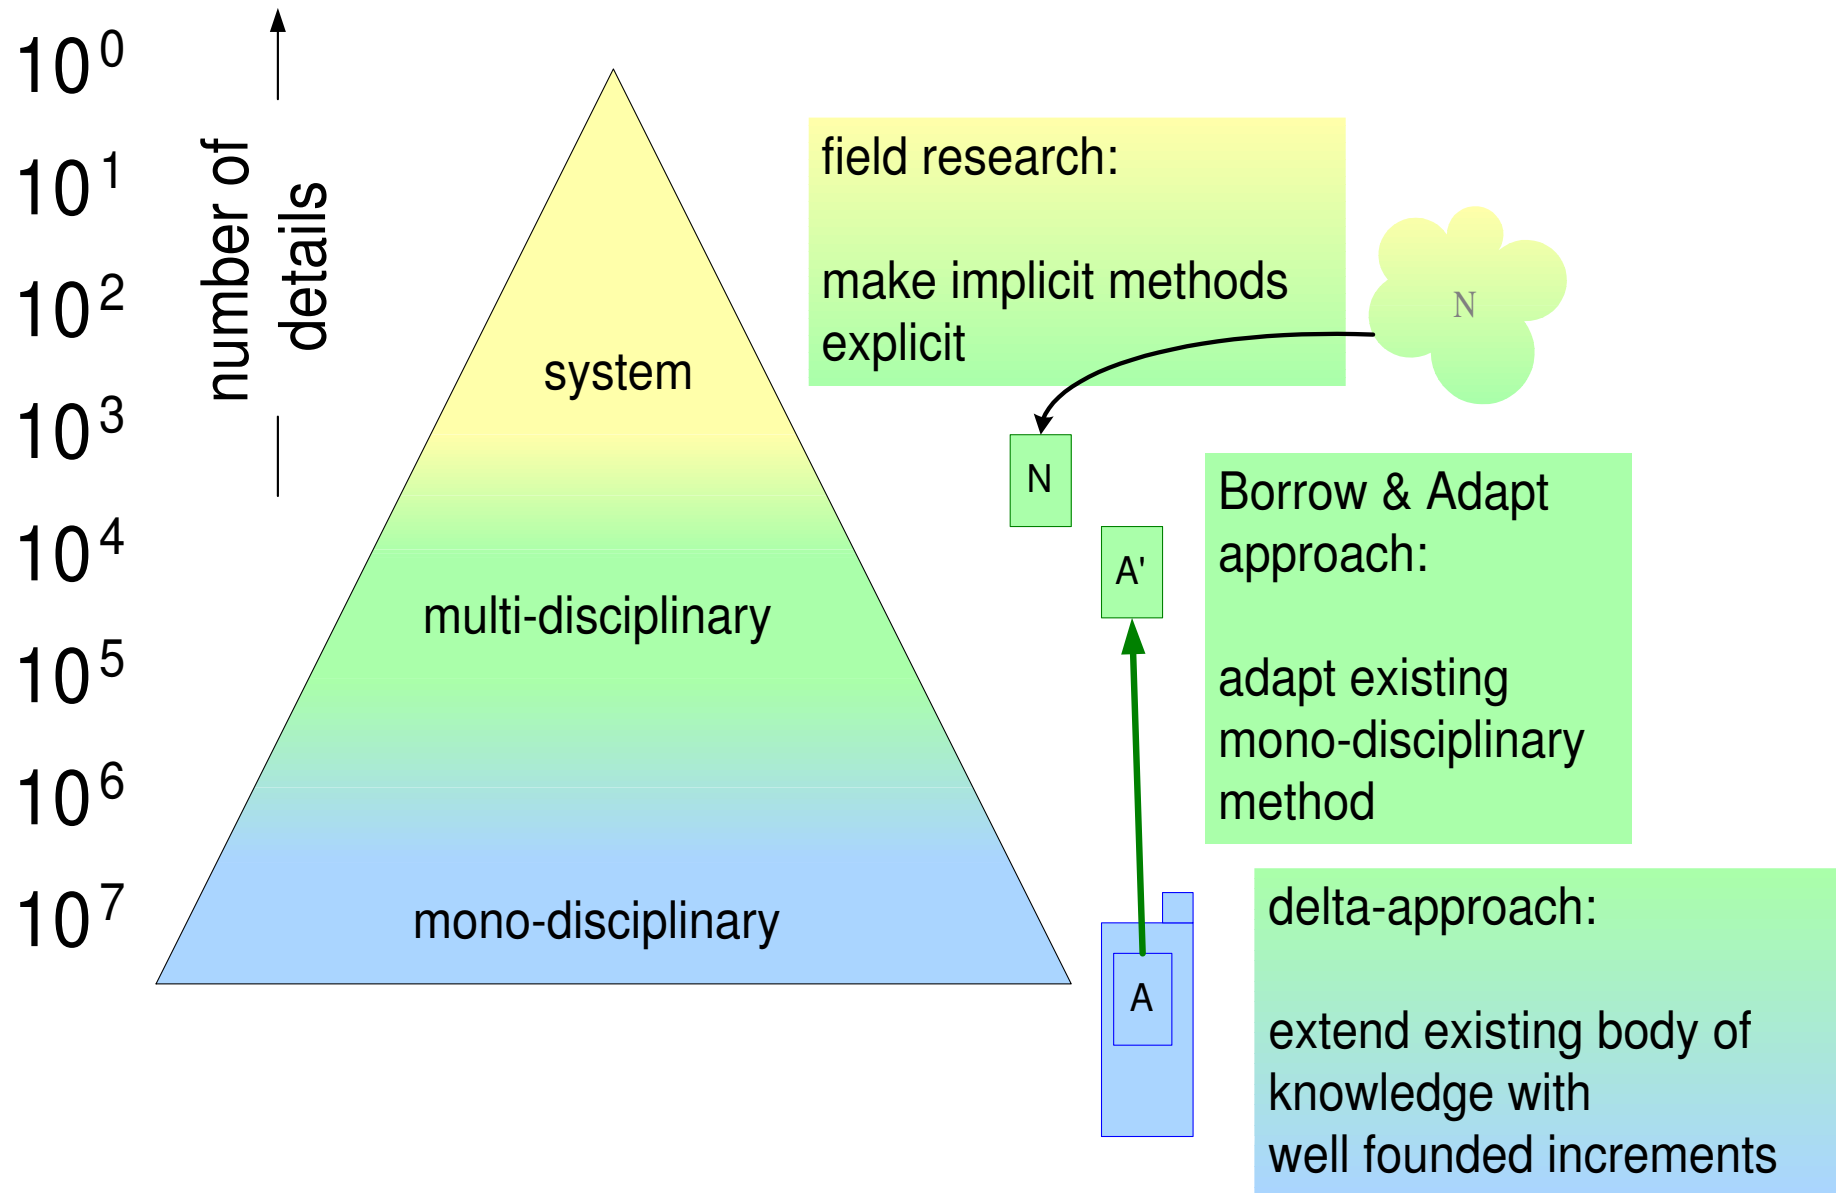 10^0
10^1
10^2
10^3
10^4
10^5
10^6
10^7
number of
details
system
multi-disciplinary
mono-disciplinary
field research:
make implicit methods
explicit
N
N
A'
A
Borrow & Adapt
approach:
adapt existing
mono-disciplinary
method
delta-approach:
extend existing body of
knowledge with
well founded increments